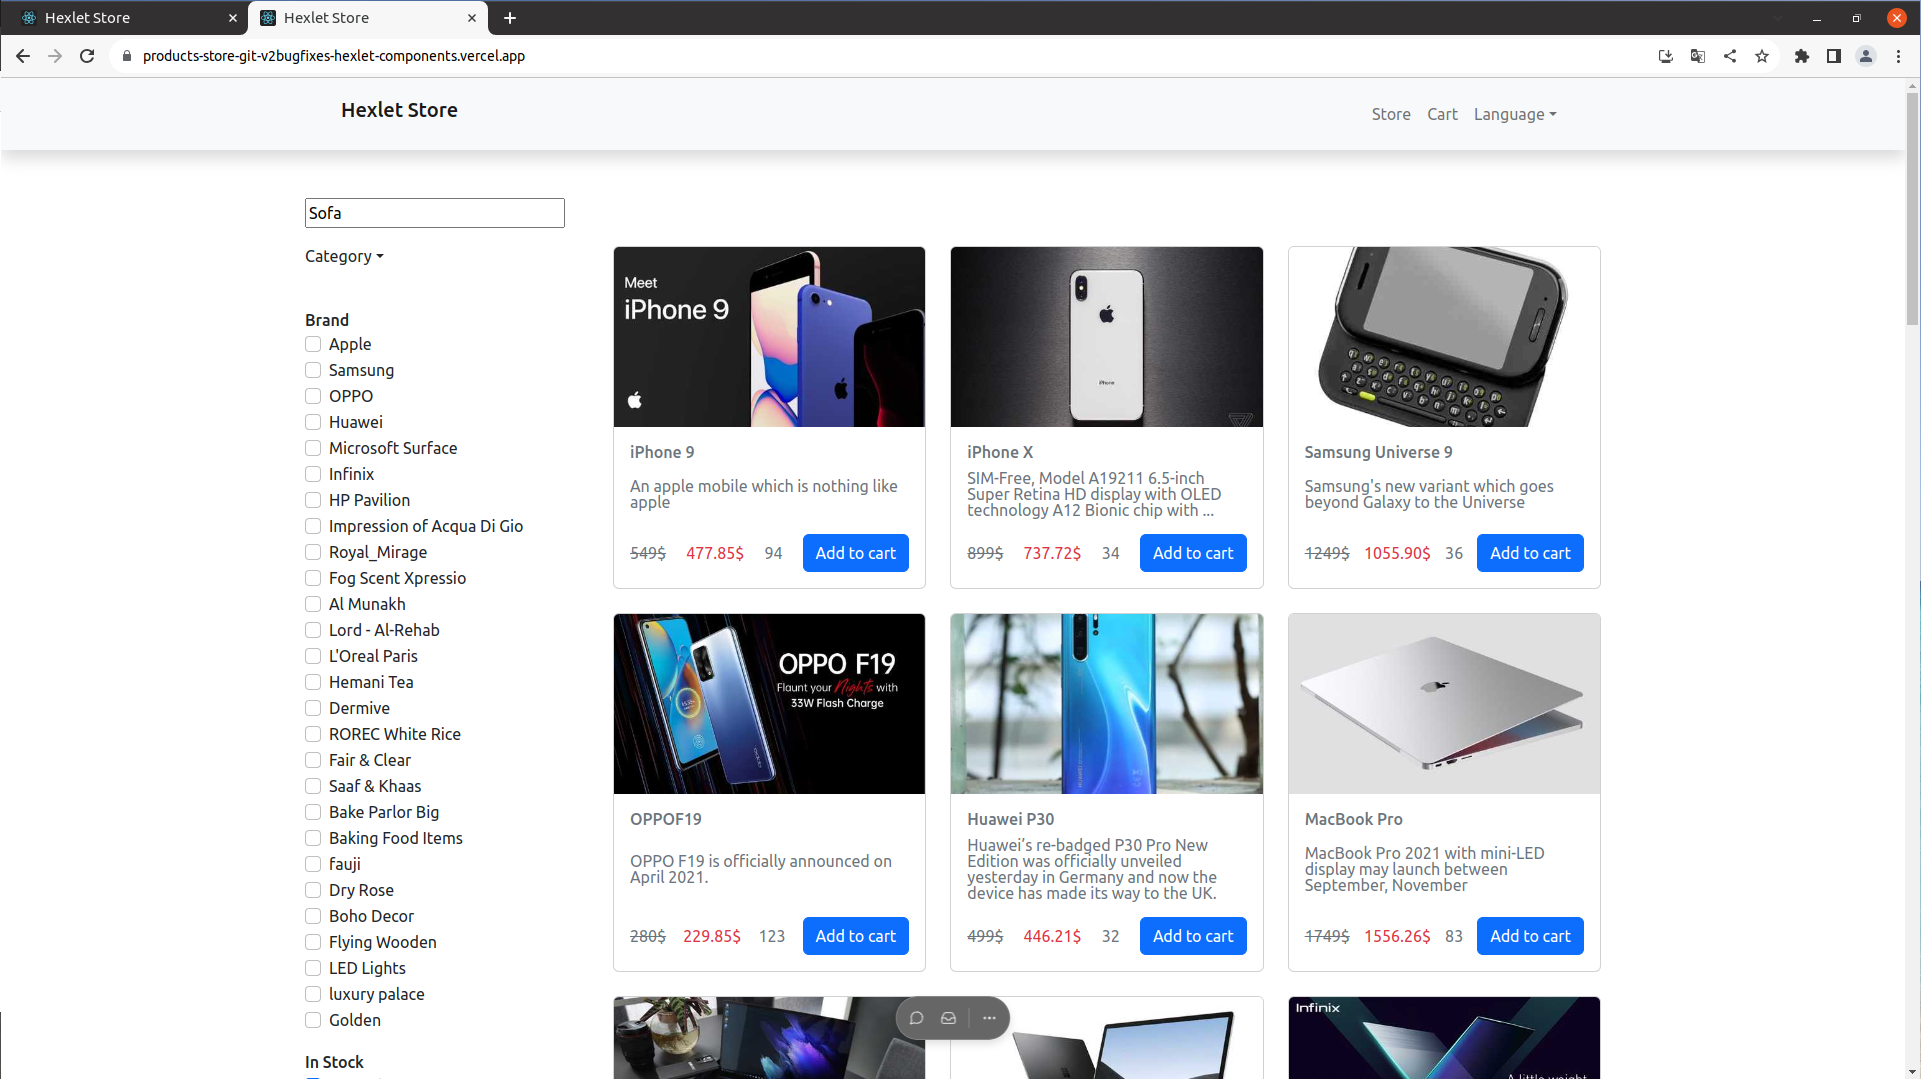 Hexlet Store
Hexlet Store
products-store-git-v2bugfixes-hexlet-components.vercel.app
Hexlet Store
Store
Cart
Language
Sofa
Category
Brand
Apple
Samsung
OPPO
Huawei
Microsoft Surface
Infinix
HP Pavilion
Impression of Acqua Di Gio
Royal_Mirage
Fog Scent Xpressio
Al Munakh
Lord - Al-Rehab
L'Oreal Paris
Hemani Tea
Dermive
ROREC White Rice
Fair & Clear
Saaf & Khaas
Bake Parlor Big
Baking Food Items
fauji
Dry Rose
Boho Decor
Flying Wooden
LED Lights
luxury palace
Golden
In Stock
Meet
iPhone 9
iPhone 9
An apple mobile which is nothing like
apple
549$ 477.85$ 94 Add to cart
iPhone
iPhone X
SIM-Free, Model A19211 6.5-inch
Super Retina HD display with OLED
technology A12 Bionic chip with ...
899$ 737.72$ 34 Add to cart
Samsung Universe 9
Samsung's new variant which goes
beyond Galaxy to the Universe
1249$ 1055.90$ 36 Add to cart
OPPO F19
Flaunt your Nights with
33W Flash Charge
OPPOF19
OPPO F19 is officially announced on
April 2021.
280$ 229.85$ 123 Add to cart
Huawei P30
Huawei’s re-badged P30 Pro New
Edition was officially unveiled
yesterday in Germany and now the
device has made its way to the UK.
499$ 446.21$ 32 Add to cart
MacBook Pro
MacBook Pro 2021 with mini-LED
display may launch between
September, November
1749$ 1556.26$ 83 Add to cart
Infinix
A little weight